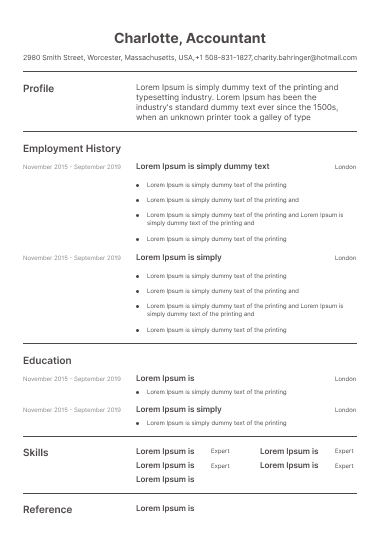 Charlotte, Accountant
2980 Smith Street, Worcester, Massachusetts, USA,+1 508-831-1827,charity.bahringer@hotmail.com
Profile
Lorem Ipsum is simply dummy text of the printing and
typesetting industry. Lorem Ipsum has been the
industry's standard dummy text ever since the 1500s,
when an unknown printer took a galley of type
Employment History
November 2015 - September 2019 Lorem Ipsum is simply dummy text London
• Lorem Ipsum is simply dummy text of the printing
• Lorem Ipsum is simply dummy text of the printing and
• Lorem Ipsum is simply dummy text of the printing and Lorem Ipsum is
simply dummy text of the printing and
• Lorem Ipsum is simply dummy text of the printing
November 2015 - September 2019 Lorem Ipsum is simply London
• Lorem Ipsum is simply dummy text of the printing
• Lorem Ipsum is simply dummy text of the printing and
• Lorem Ipsum is simply dummy text of the printing and Lorem Ipsum is
simply dummy text of the printing and
• Lorem Ipsum is simply dummy text of the printing
Education
November 2015 - September 2019 Lorem Ipsum is London
• Lorem Ipsum is simply dummy text of the printing
November 2015 - September 2019 Lorem Ipsum is simply London
• Lorem Ipsum is simply dummy text of the printing
Skills
Lorem Ipsum is Expert Lorem Ipsum is Expert
Lorem Ipsum is Expert Lorem Ipsum is Expert
Lorem Ipsum is
Reference
Lorem Ipsum is